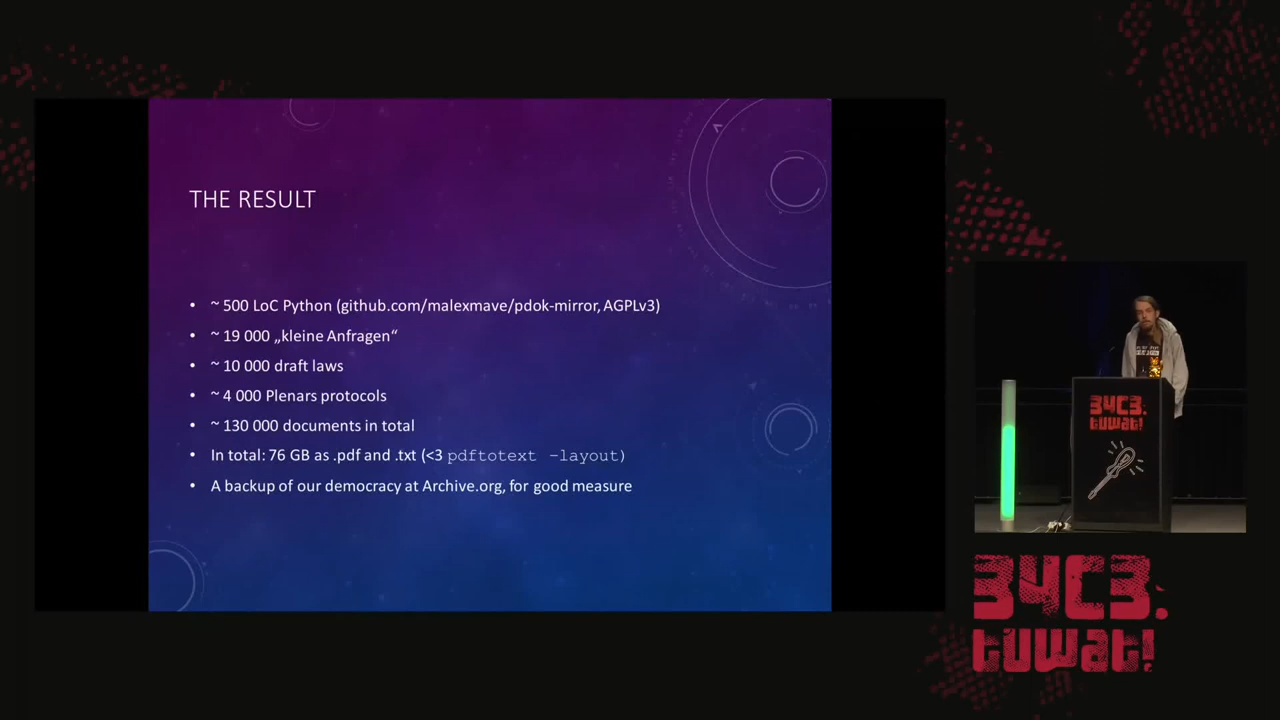 THE RESULT
• ~ 500 LoC Python (github.com/malexmave/pdok-mirror, AGPLv3)
• ~ 19 000 „kleine Anfragen“
• ~ 10 000 draft laws
• ~ 4 000 Plenars protocols
• ~ 130 000 documents in total
• In total: 76 GB as .pdf and .txt (<3 pdftotext –layout)
• A backup of our democracy at Archive.org, for good measure
34C3.
tuwat!
34C3.
tuwat!